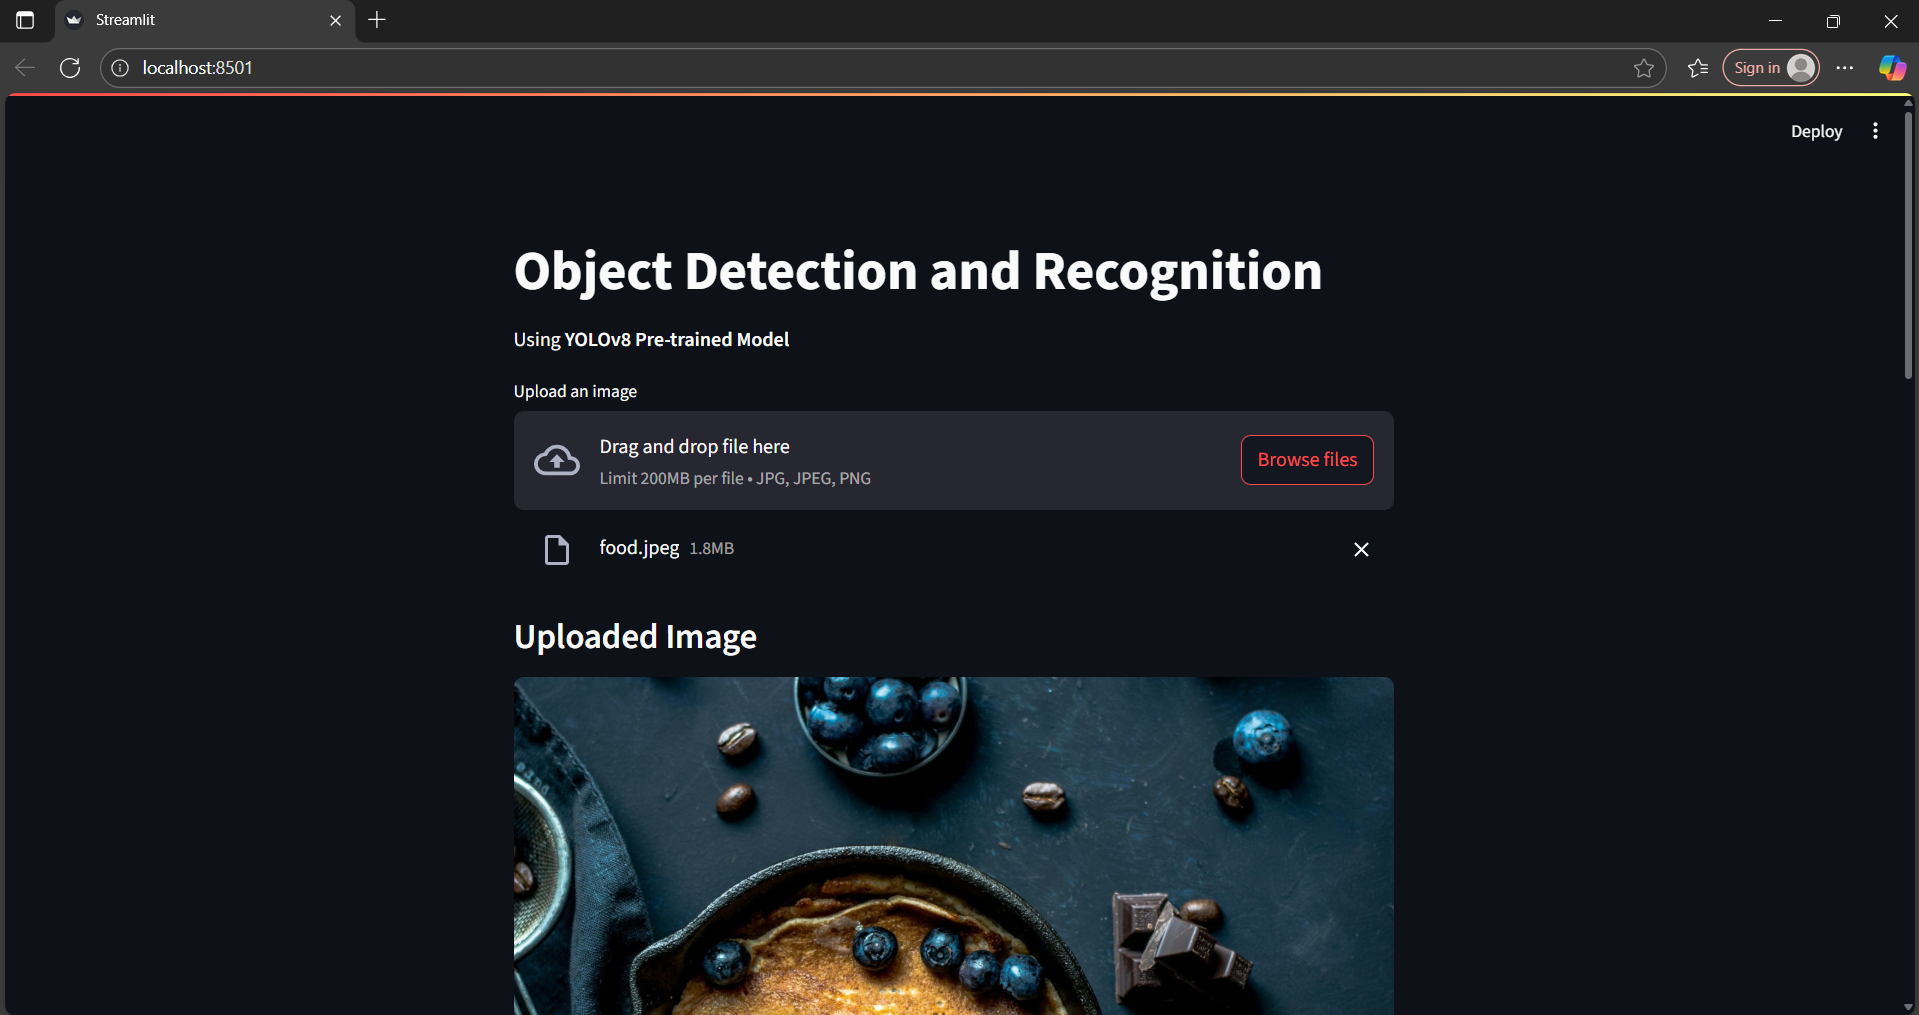 Streamlit
localhost:8501
Sign in
Deploy
Object Detection and Recognition
Using YOLOv8 Pre-trained Model
Upload an image
Drag and drop file here
Limit 200MB per file • JPG, JPEG, PNG
Browse files
food.jpeg 1.8MB
Uploaded Image